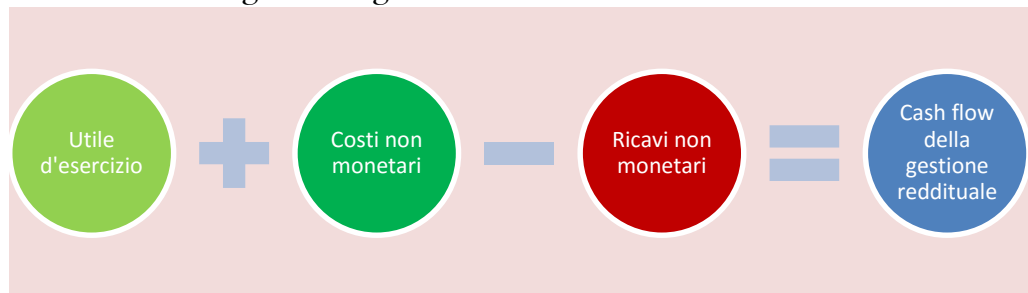 Utile
d'esercizio
Costi non
monetari
Ricavi non
monetari
Cash flow
della
gestione
reddituale